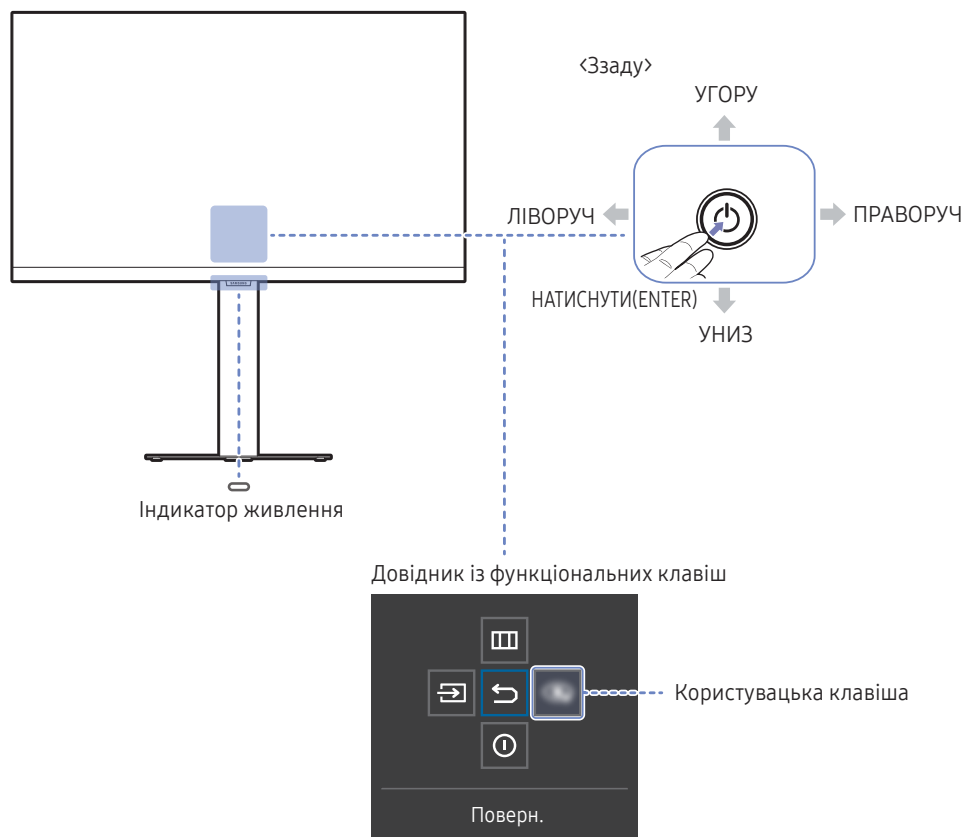 <Ззаду>
УГОРУ
ЛІВОРУЧ
ПРАВОРУЧ
НАТИСНУТИ(ENTER)
УНИЗ
Індикатор живлення
Довідник із функціональних клавіш
Користувацька клавіша
Поверн.